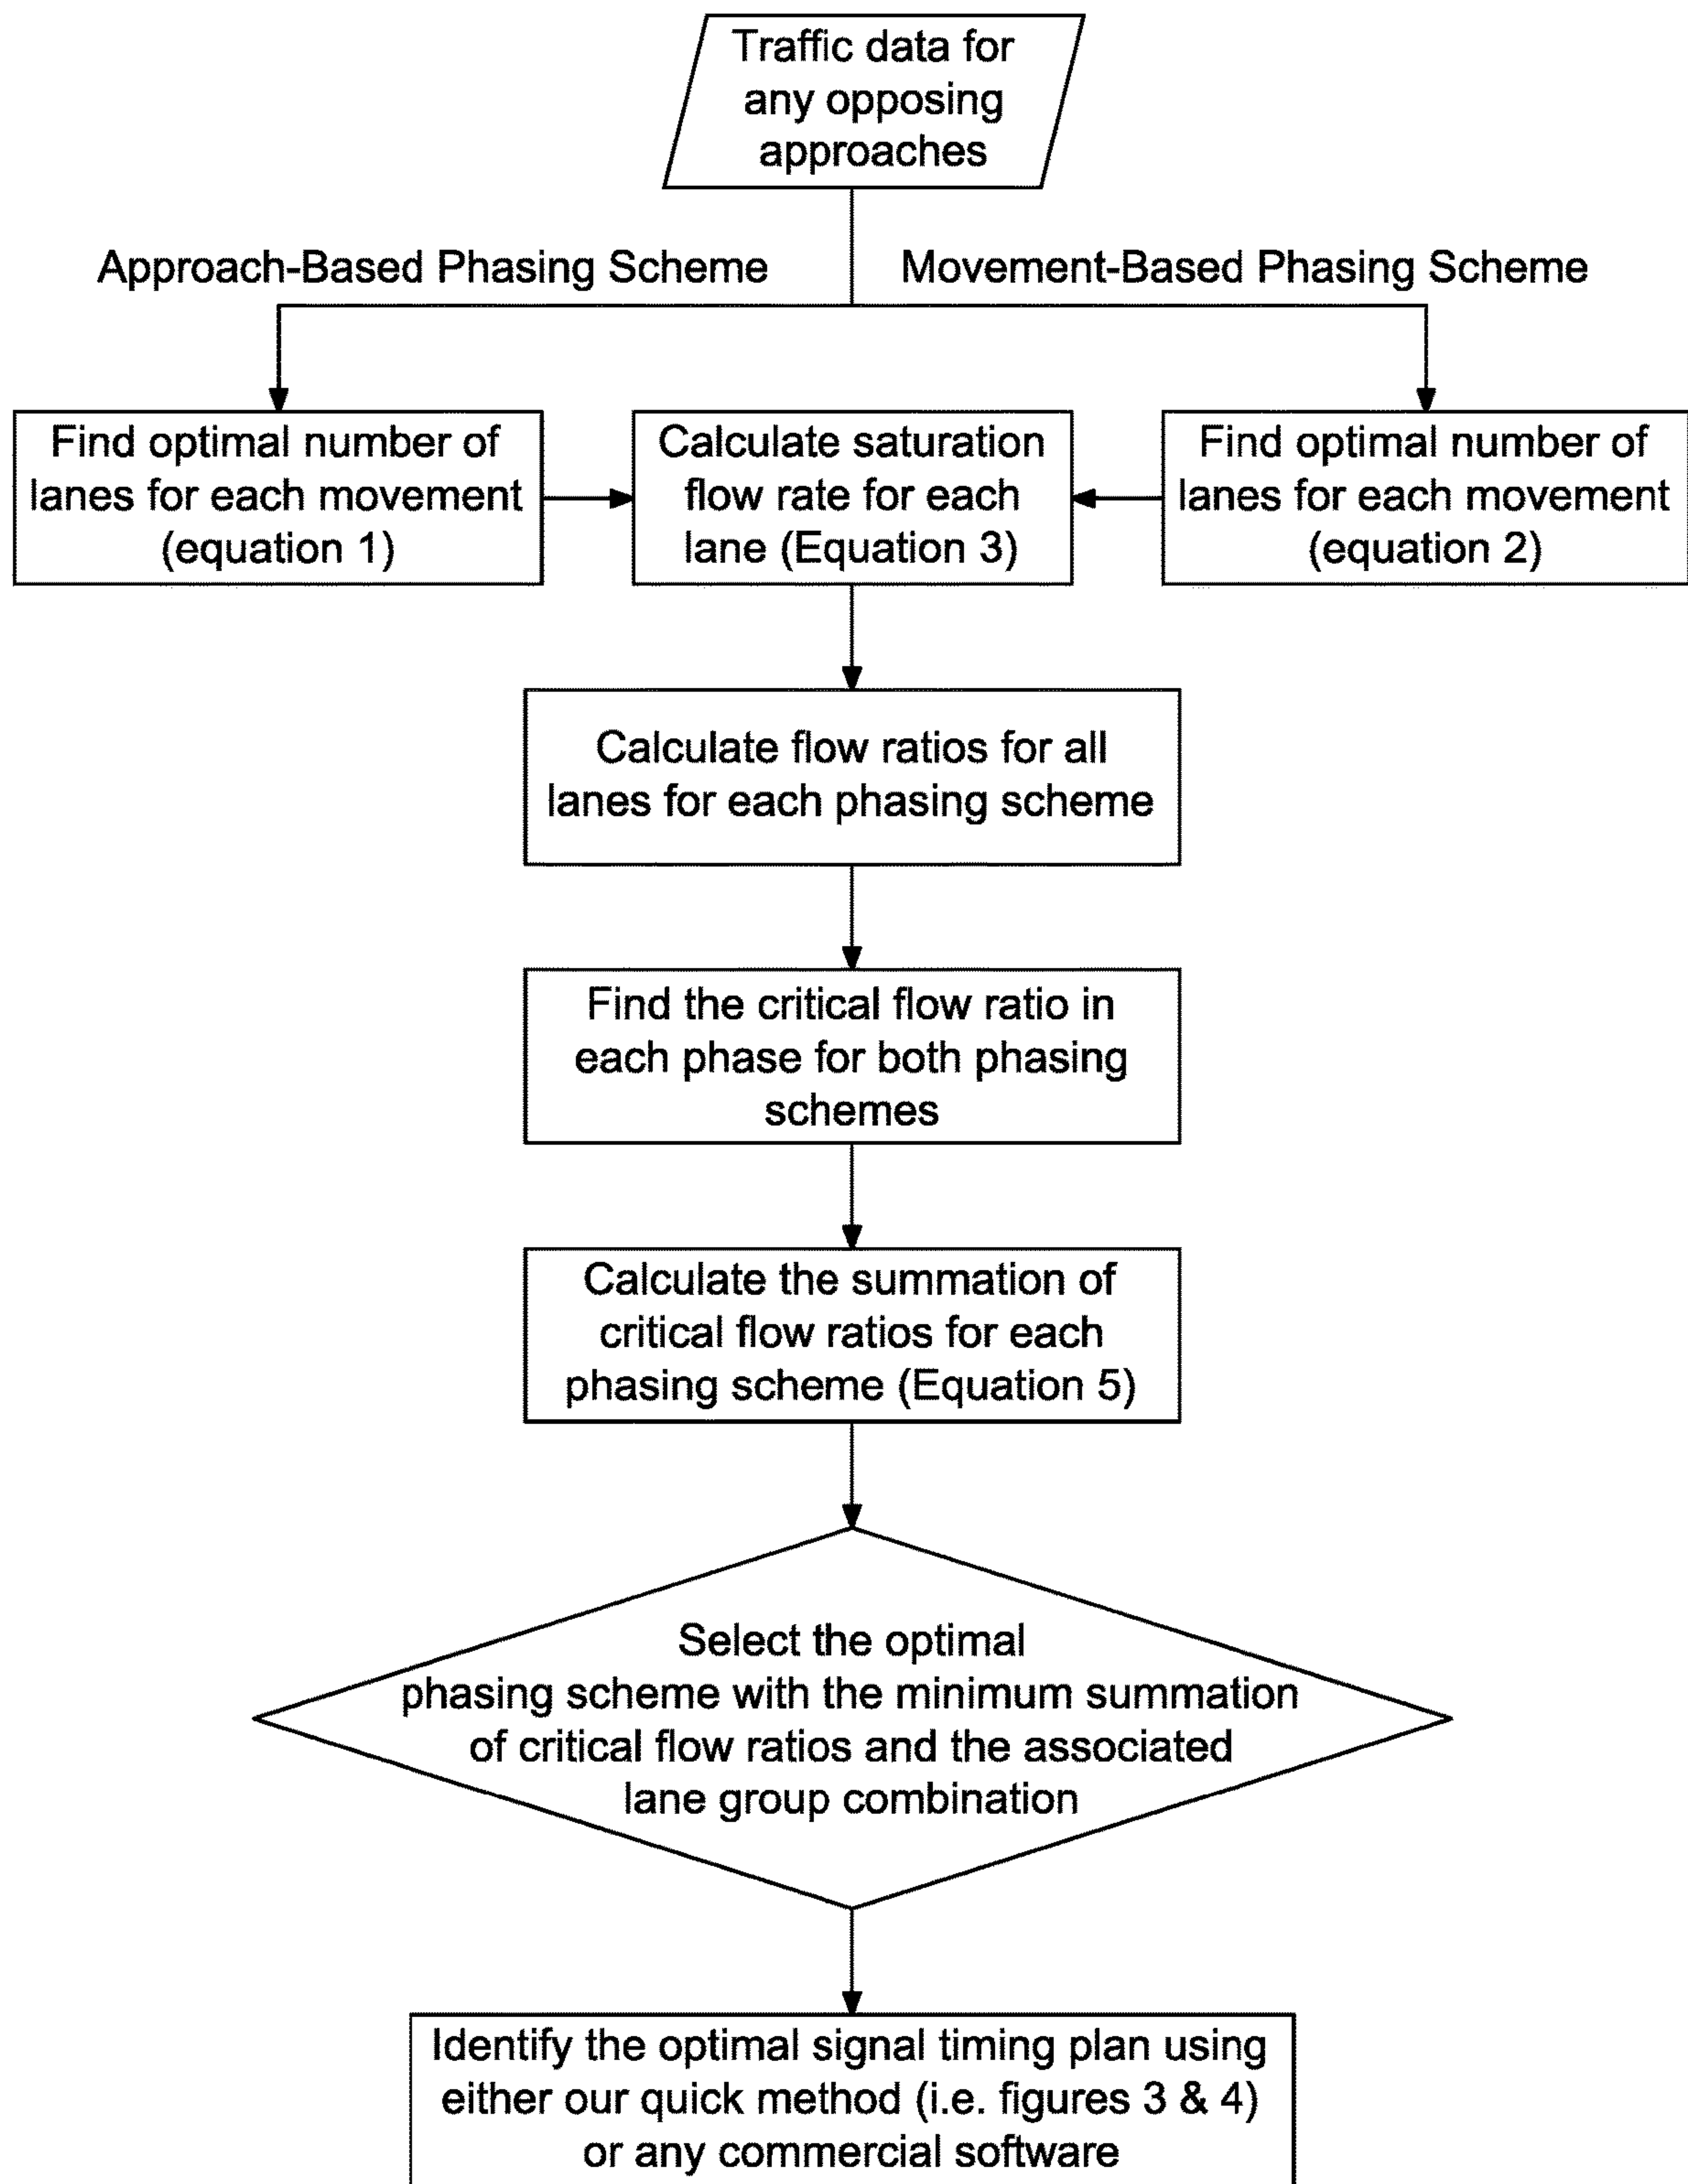 Traffic data for
any opposing
approaches
Approach-Based Phasing Scheme
Movement-Based Phasing Scheme
Find optimal number of
lanes for each movement
(equation 1)
Calculate saturation
flow rate for each
lane (Equation 3)
Find optimal number of
lanes for each movement
(equation 2)
Calculate flow ratios for all
lanes for each phasing scheme
Find the critical flow ratio in
each phase for both phasing
schemes
Calculate the summation of
critical flow ratios for each
phasing scheme (Equation 5)
Select the optimal
phasing scheme with the minimum summation
of critical flow ratios and the associated
lane group combination
Identify the optimal signal timing plan using
either our quick method (i.e. figures 3 & 4)
or any commercial software